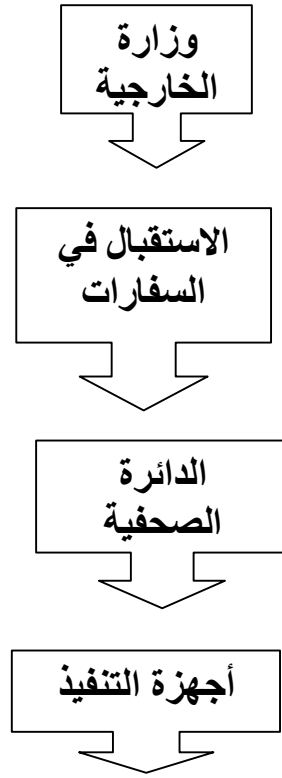 وزارة
الخارجية
الاستقبال في
السفارات
الدائرة
الصحفية
أجهزة التنفيذ